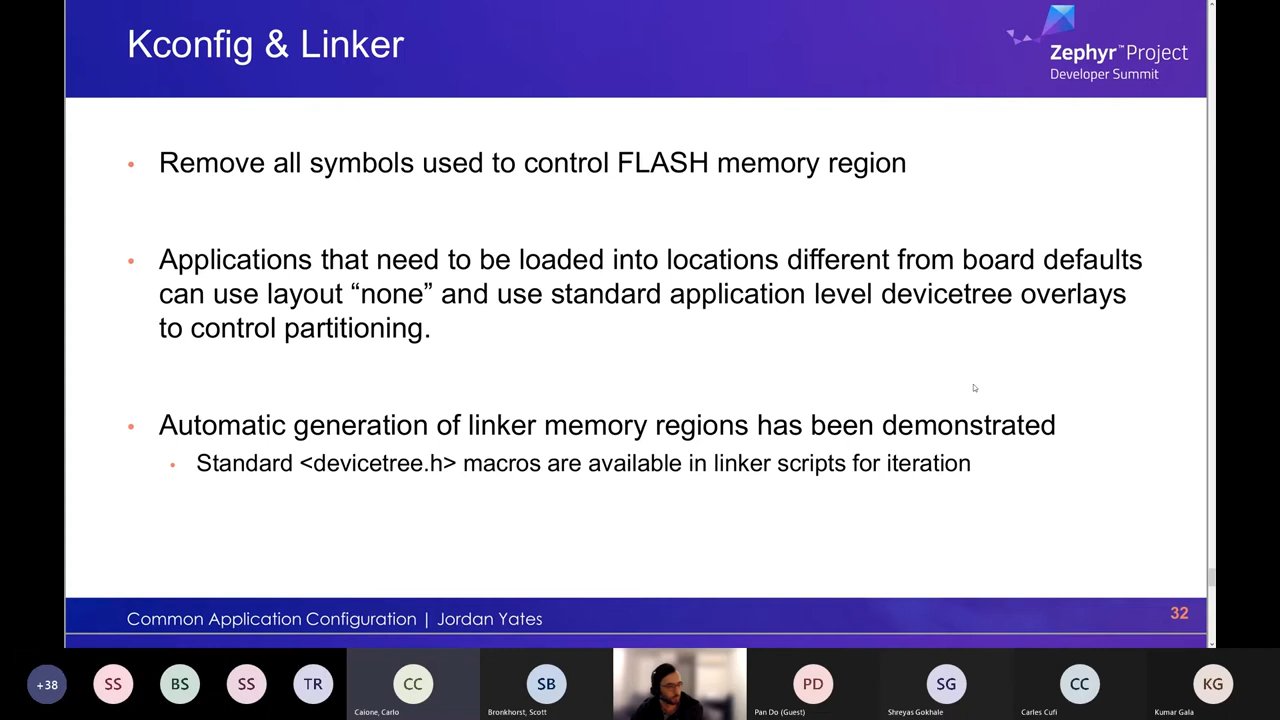 Kconfig & Linker
Zephyr™Project
Developer Summit
• Remove all symbols used to control FLASH memory region
• Applications that need to be loaded into locations different from board defaults
can use layout “none” and use standard application level devicetree overlays
to control partitioning.
• Automatic generation of linker memory regions has been demonstrated
• Standard <devicetree.h> macros are available in linker scripts for iteration
Common Application Configuration | Jordan Yates
32
+38
SS
BS
SS
TR
CC
Caione, Carlo
SB
Bronkhorst, Scott
PD
Pan Do (Guest)
SG
Shreyas Gokhale
CC
Carles Cufi
KG
Kumar Gala